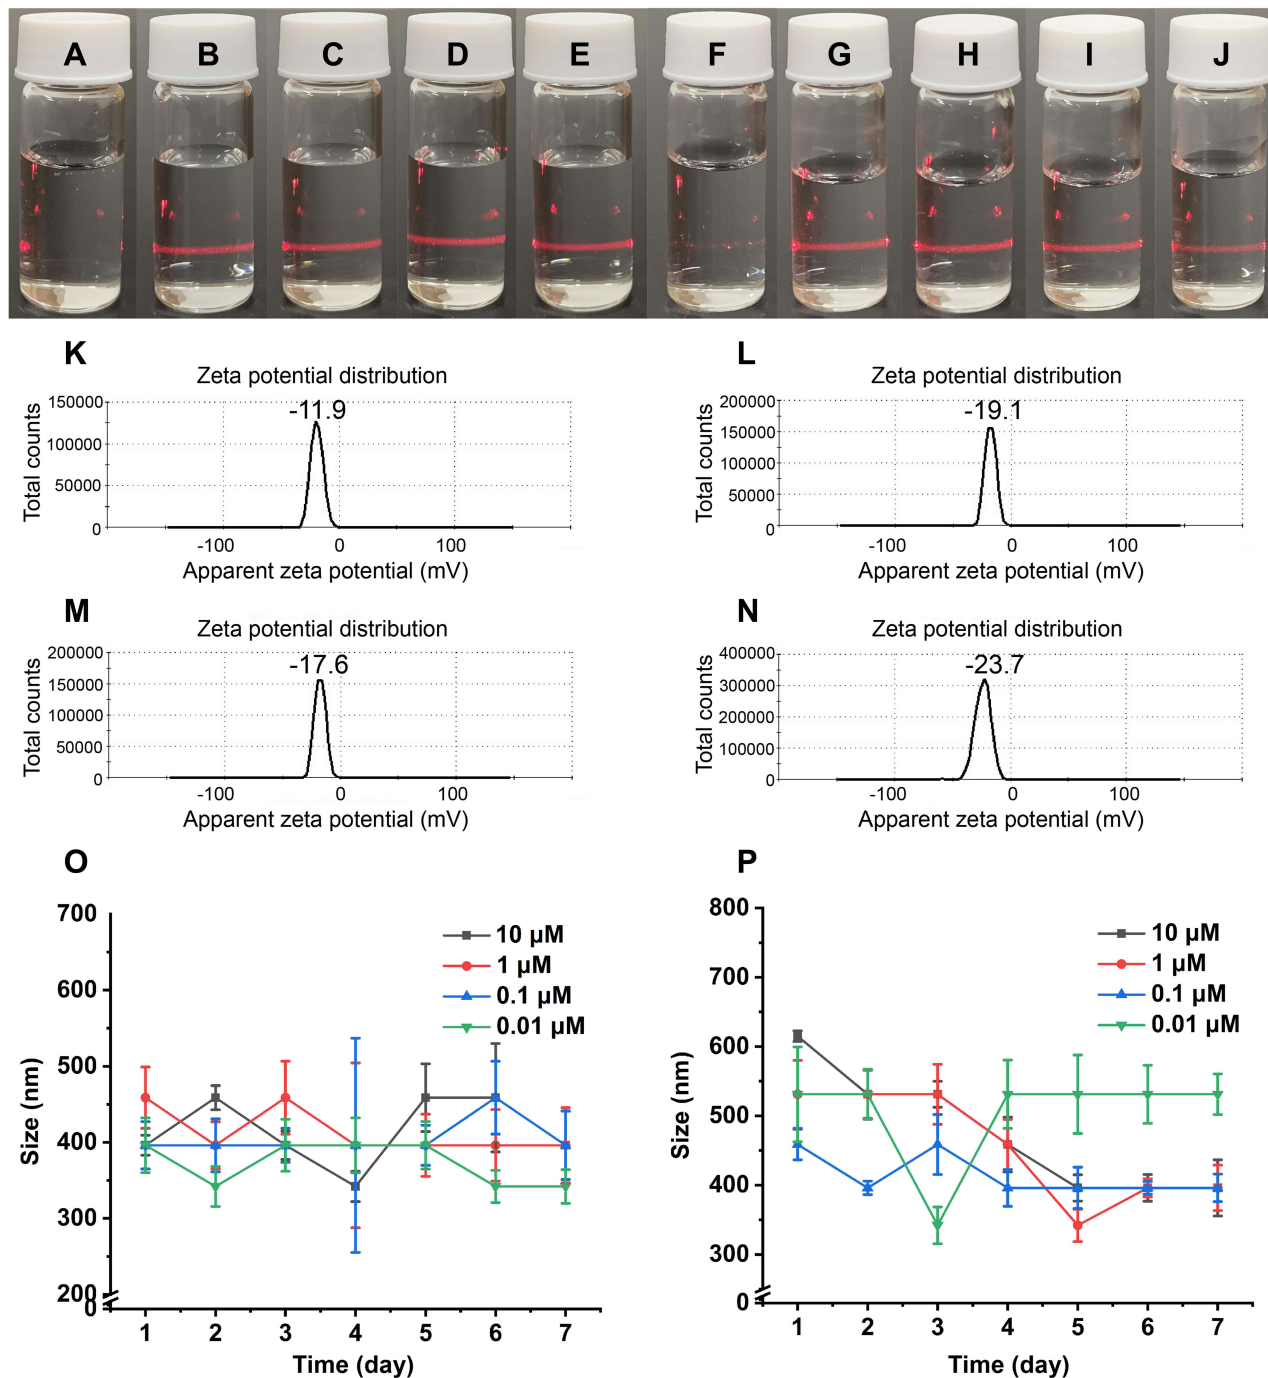 A B C D E F G H I J
K
Zeta potential distribution
-11.9
150000
100000
50000
0
Total counts
-100 0 100
Apparent zeta potential (mV)
L
Zeta potential distribution
-19.1
200000
150000
100000
50000
0
Total counts
-100 0 100
Apparent zeta potential (mV)
M
Zeta potential distribution
-17.6
200000
150000
100000
50000
0
Total counts
-100 0 100
Apparent zeta potential (mV)
N
Zeta potential distribution
-23.7
400000
300000
200000
100000
0
Total counts
-100 0 100
Apparent zeta potential (mV)
O
700
600
500
400
300
200
0
Size (nm)
10 µM
1 µM
0.1 µM
0.01 µM
1 2 3 4 5 6 7
Time (day)
P
800
700
600
500
400
300
0
Size (nm)
10 µM
1 µM
0.1 µM
0.01 µM
1 2 3 4 5 6 7
Time (day)